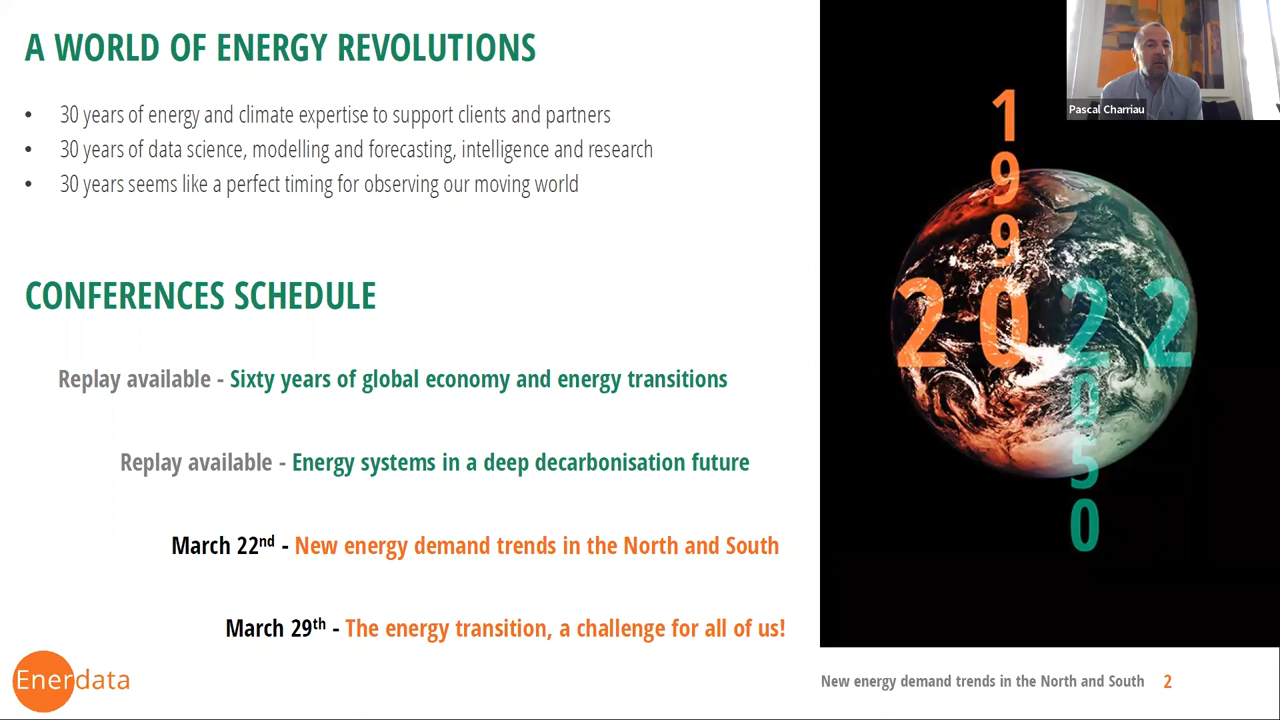 A WORLD OF ENERGY REVOLUTIONS
• 30 years of energy and climate expertise to support clients and partners
• 30 years of data science, modelling and forecasting, intelligence and research
• 30 years seems like a perfect timing for observing our moving world
CONFERENCES SCHEDULE
Replay available - Sixty years of global economy and energy transitions
Replay available - Energy systems in a deep decarbonisation future
March 22nd - New energy demand trends in the North and South
March 29th - The energy transition, a challenge for all of us!
Enerdata
Pascal Charriau
1992
2022
2050
New energy demand trends in the North and South 2